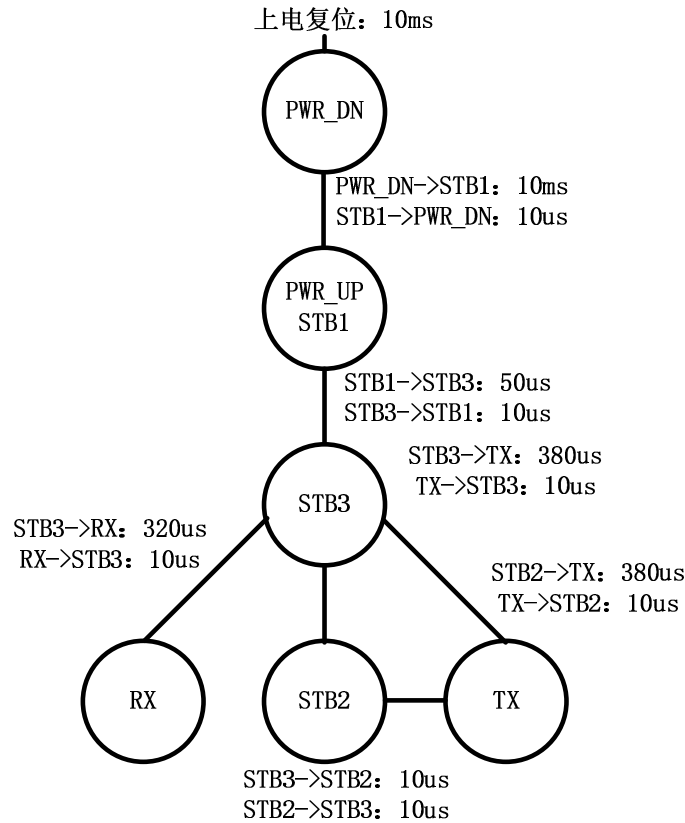 上电复位：10ms
PWR_DN
PWR_DN->STB1：10ms
STB1->PWR_DN：10us
PWR_UP
STB1
STB1->STB3：50us
STB3->STB1：10us
STB3->TX：380us
TX->STB3：10us
STB3
STB3->RX：320us
RX->STB3：10us
STB2->TX：380us
TX->STB2：10us
RX
STB2
TX
STB3->STB2：10us
STB2->STB3：10us